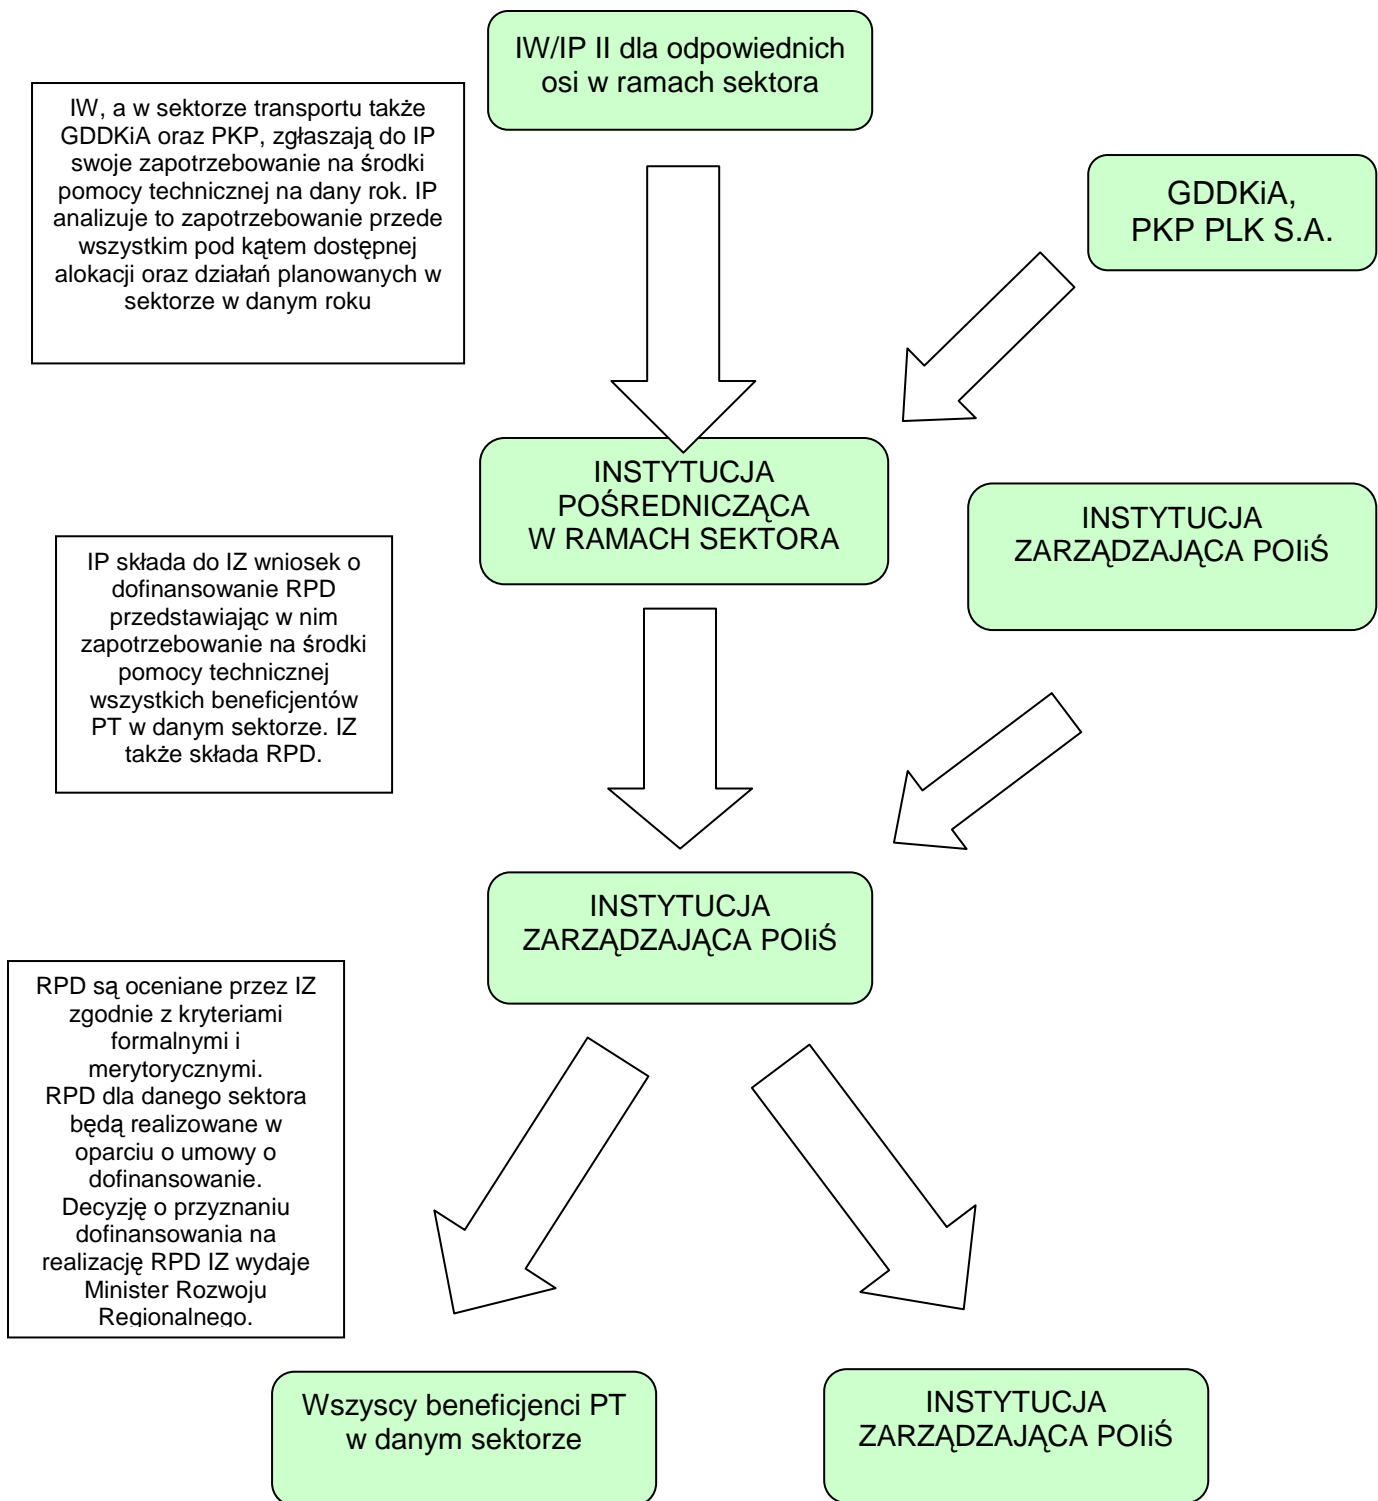 IW/IP II dla odpowiednich
osi w ramach sektora
IW, a w sektorze transportu także
GDDKiA oraz PKP, zgłaszają do IP
swoje zapotrzebowanie na środki
pomocy technicznej na dany rok. IP
analizuje to zapotrzebowanie przede
wszystkim pod kątem dostępnej
alokacji oraz działań planowanych w
sektorze w danym roku
GDDKiA,
PKP PLK S.A.
INSTYTUCJA
POŚREDNICZĄCA
W RAMACH SEKTORA
INSTYTUCJA
ZARZĄDZAJĄCA POIiŚ
IP składa do IZ wniosek o
dofinansowanie RPD
przedstawiając w nim
zapotrzebowanie na środki
pomocy technicznej
wszystkich beneficjentów
PT w danym sektorze. IZ
także składa RPD.
INSTYTUCJA
ZARZĄDZAJĄCA POIiŚ
RPD są oceniane przez IZ
zgodnie z kryteriami
formalnymi i
merytorycznymi.
RPD dla danego sektora
będą realizowane w
oparciu o umowy o
dofinansowanie.
Decyzję o przyznaniu
dofinansowania na
realizację RPD IZ wydaje
Minister Rozwoju
Regionalnego.
Wszyscy beneficjenci PT
w danym sektorze
INSTYTUCJA
ZARZĄDZAJĄCA POIiŚ